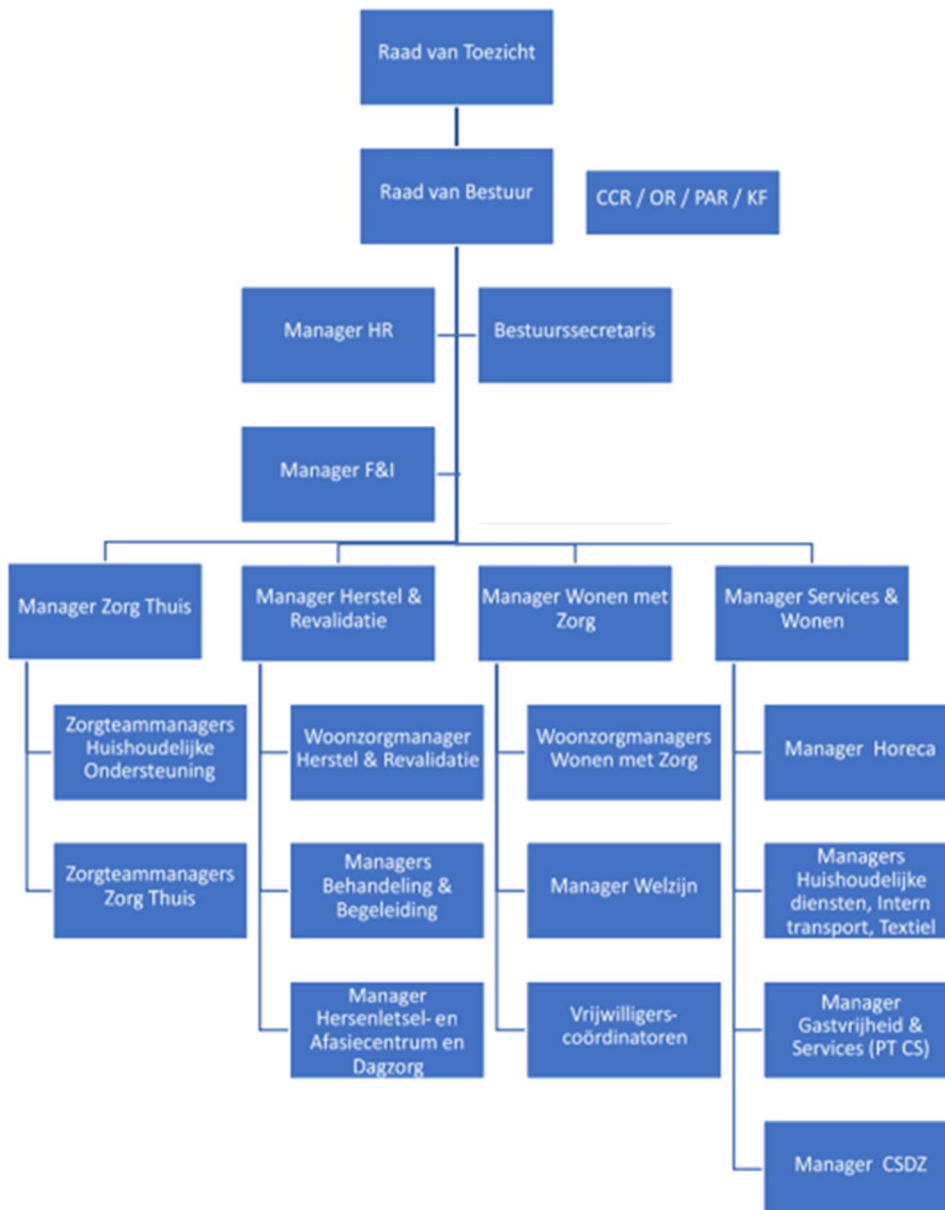 Raad van Toezicht
Raad van Bestuur
CCR / OR / PAR / KF
Manager HR
Bestuurssecretaris
Manager F&I
Manager Zorg Thuis
Manager Herstel &
Revalidatie
Manager Wonen met
Zorg
Manager Services &
Wonen
Zorgteammanagers
Huishoudelijke
Ondersteuning
Woonzorgmanager
Herstel & Revalidatie
Woonzorgmanagers
Wonen met Zorg
Manager Horeca
Zorgteammanagers
Zorg Thuis
Managers
Behandeling &
Begeleiding
Manager Welzijn
Managers
Huishoudelijke
diensten, Intern
transport, Textiel
Manager
Hersenletsel- en
Afasiecentrum en
Dagzorg
Vrijwilligers-
coördinatoren
Manager
Gastvrijheid &
Services (PT CS)
Manager CSDZ